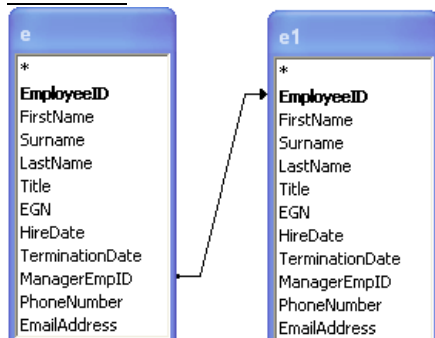 e
*
EmployeeID
FirstName
Surname
LastName
Title
EGN
HireDate
TerminationDate
ManagerEmpID
PhoneNumber
EmailAddress
e1
*
EmployeeID
FirstName
Surname
LastName
Title
EGN
HireDate
TerminationDate
ManagerEmpID
PhoneNumber
EmailAddress